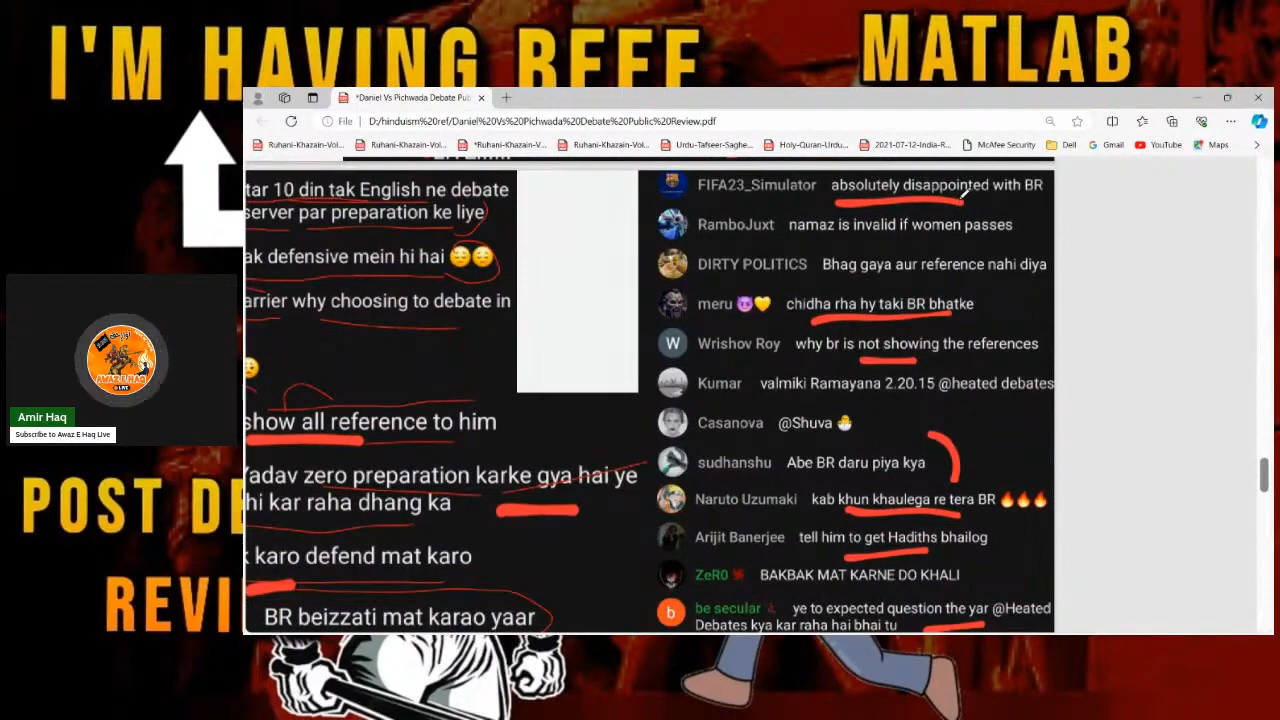 I'M HAVING BEEF
MATLAB
*Daniel Vs Pichwada Debate Pub
File
D:/hinduism%20ref/Daniel%20Vs%20Pichwada%20Debate%20Public%20Review.pdf
Ruhani-Khazain-Vol...
Ruhani-Khazain-Vol...
*Ruhani-Khazain-V...
Ruhani-Khazain-Vol...
Urdu-Tafseer-Saghe...
Holy-Quran-Urdu...
2021-07-12-India-R...
McAfee Security
Dell
Gmail
YouTube
Maps
tar 10 din tak English ne debate
server par preparation ke liye
ak defensive mein hi hai 😌😌
arrier why choosing to debate in
show all reference to him
Yadav zero preparation karke gya hai ye
hi kar raha dhang ka
k karo defend mat karo
BR beizzati mat karao yaar
FIFA23_Simulator absolutely disappointed with BR
RamboJuxt namaz is invalid if women passes
DIRTY POLITICS Bhag gaya aur reference nahi diya
meru 😈💛 chidha rha hy taki BR bhatke
W
Wrishov Roy why br is not showing the references
Kumar valmiki Ramayana 2.20.15 @heated debates
Casanova @Shuva 🐣
sudhanshu Abe BR daru piya kya
Naruto Uzumaki kab khun khaulega re tera BR 🔥🔥🔥
Arijit Banerjee tell him to get Hadiths bhailog
ZeR0 BAKBAK MAT KARNE DO KHALI
b
be secular ye to expected question the yar @Heated
Debates kya kar raha hai bhai tu
AWAZ E HAQ
LIVE
Amir Haq
Subscribe to Awaz E Haq Live
POST DE
REVI